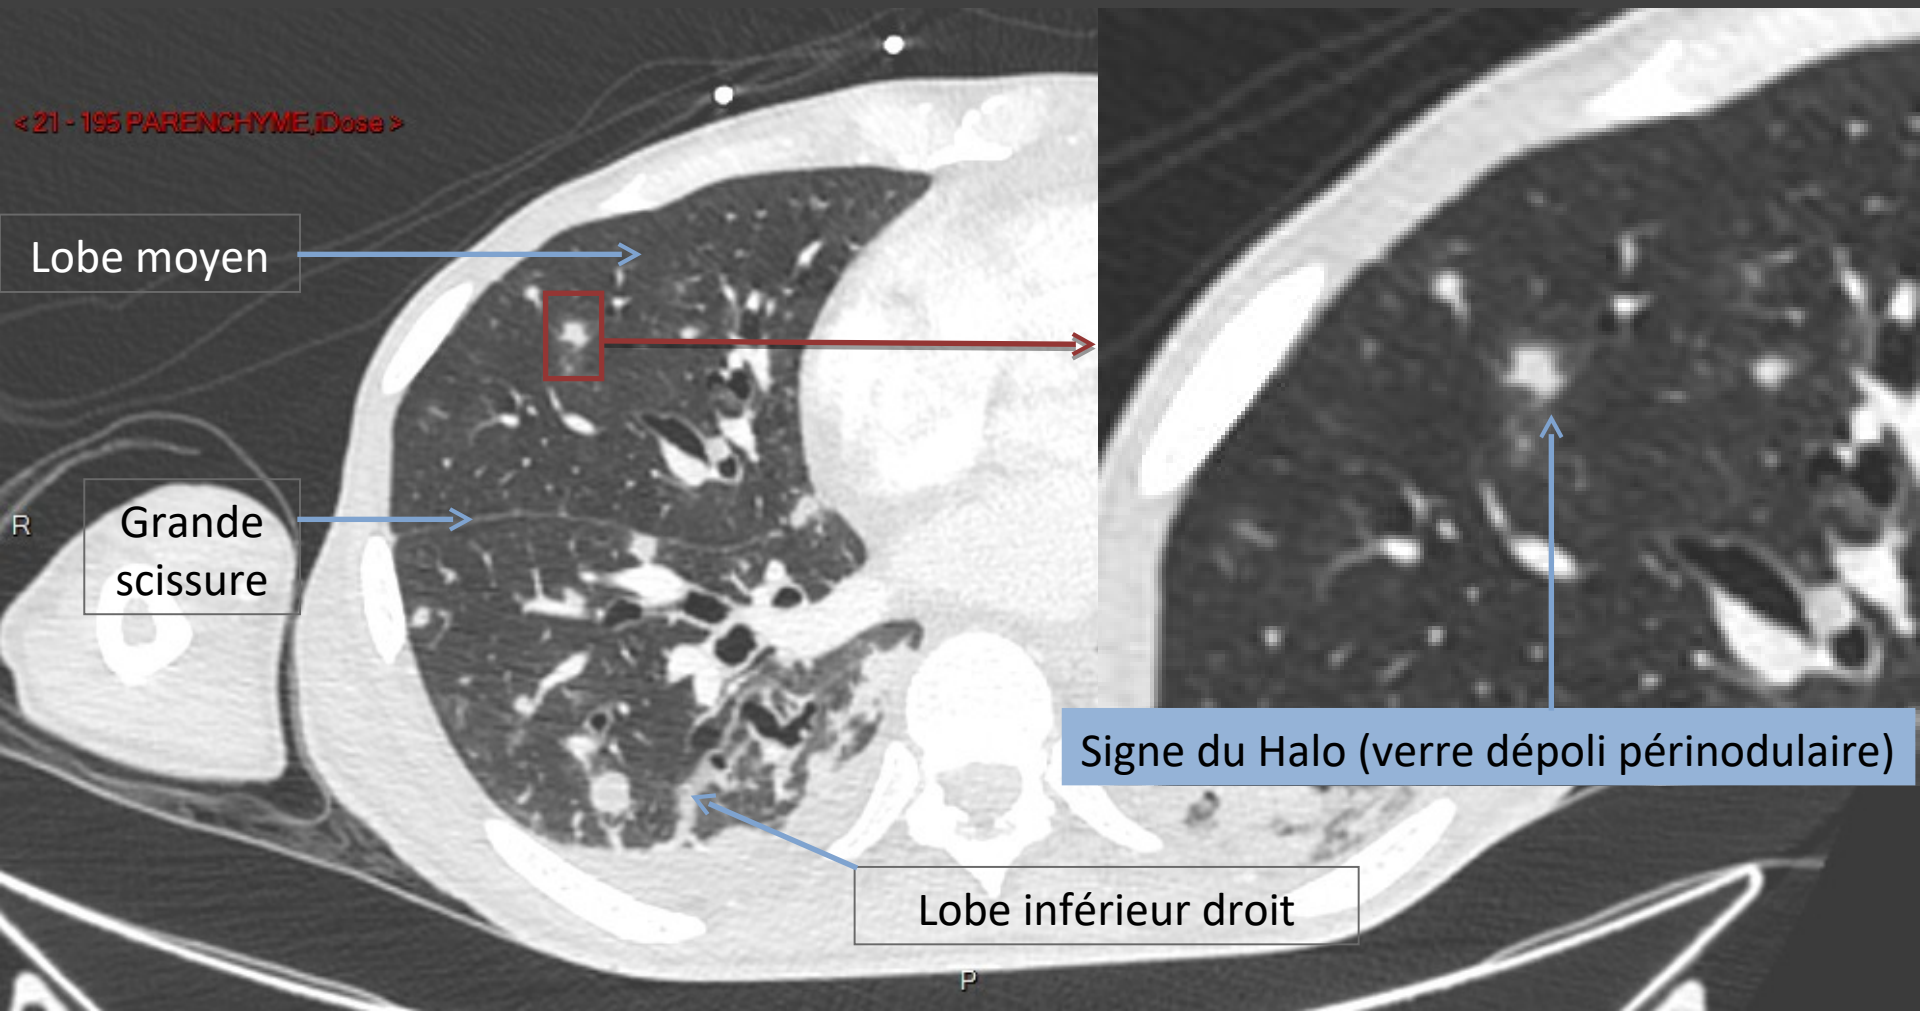 < 21 - 195 PARENCHYME,iDose >
Lobe moyen
R
Grande
scissure
Signe du Halo (verre dépoli périnodulaire)
Lobe inférieur droit
P